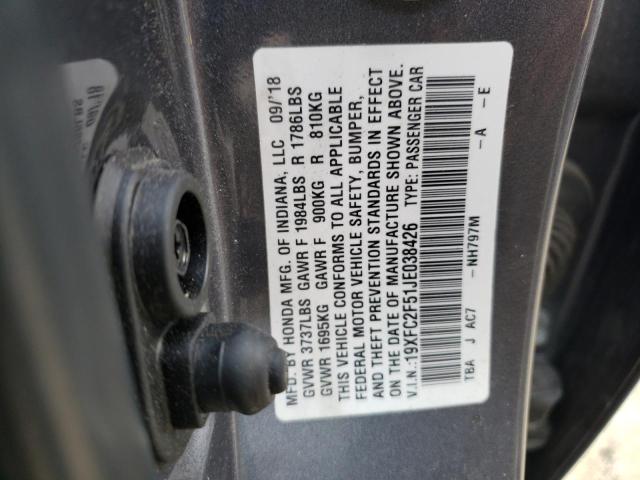 MFD. BY HONDA MFG. OF INDIANA, LLC 09/'18
GVWR 3737LBS GAWR F 1984LBS R 1786LBS
GVWR 1695KG GAWR F 900KG R 810KG
THIS VEHICLE CONFORMS TO ALL APPLICABLE
FEDERAL MOTOR VEHICLE SAFETY, BUMPER,
AND THEFT PREVENTION STANDARDS IN EFFECT
ON THE DATE OF MANUFACTURE SHOWN ABOVE.
V.I.N.:19XFC2F51JE038426 TYPE: PASSENGER CAR
TBA J AC7 - NH797M - A - E